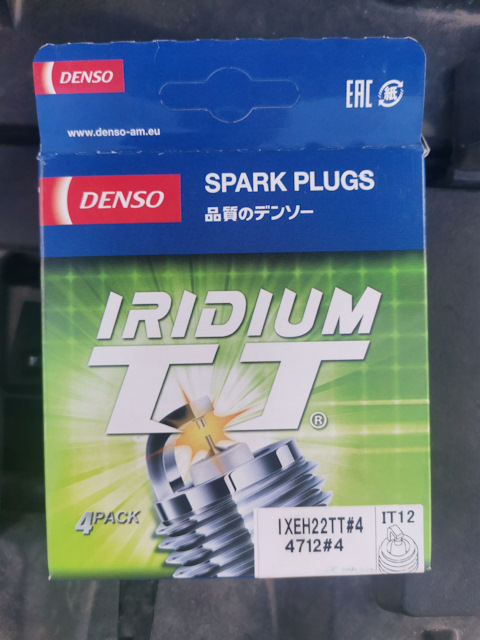 DENSO
EAC 紙
www.denso-am.eu
DENSO
SPARK PLUGS
品質のデンソー
IRIDIUM
TT®
4PACK
IXEH22TT#4
4712#4
IT12